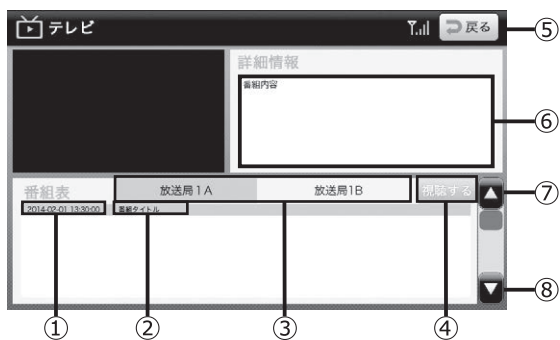 テレビ
戻る
⑤
詳細情報
番組内容
⑥
番組表
放送局1A
放送局1B
視聴する
⑦
2014-02-01 13:30:00
番組タイトル
⑧
①
②
③
④